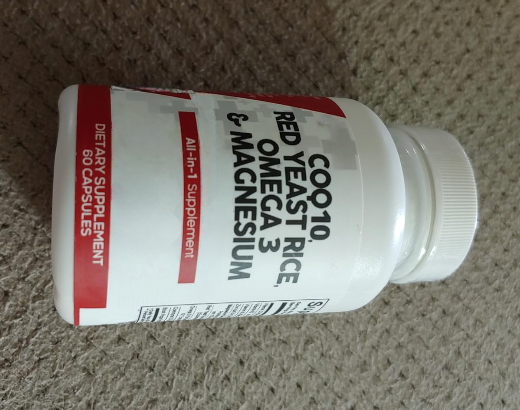 COQ10,
RED YEAST RICE,
OMEGA 3
& MAGNESIUM
All-in-1 Supplement
DIETARY SUPPLEMENT
60 CAPSULES